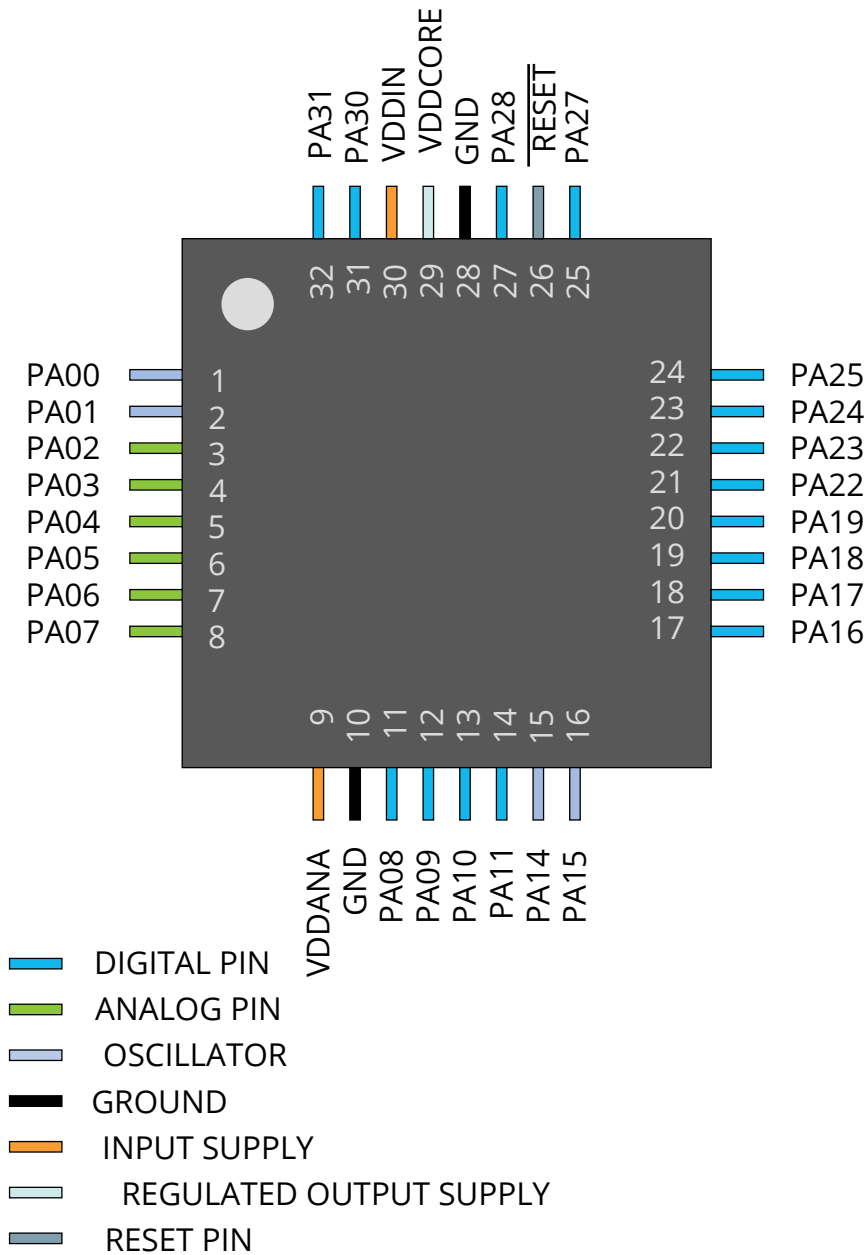 PA31
PA30
VDDIN
VDDCORE
GND
PA28
RESET
PA27
32
31
30
29
28
27
26
25
PA00
1
PA01
2
PA02
3
PA03
4
PA04
5
PA05
6
PA06
7
PA07
8
24
PA25
23
PA24
22
PA23
21
PA22
20
PA19
19
PA18
18
PA17
17
PA16
9
10
11
12
13
14
15
16
VDDANA
GND
PA08
PA09
PA10
PA11
PA14
PA15
DIGITAL PIN
ANALOG PIN
OSCILLATOR
GROUND
INPUT SUPPLY
REGULATED OUTPUT SUPPLY
RESET PIN